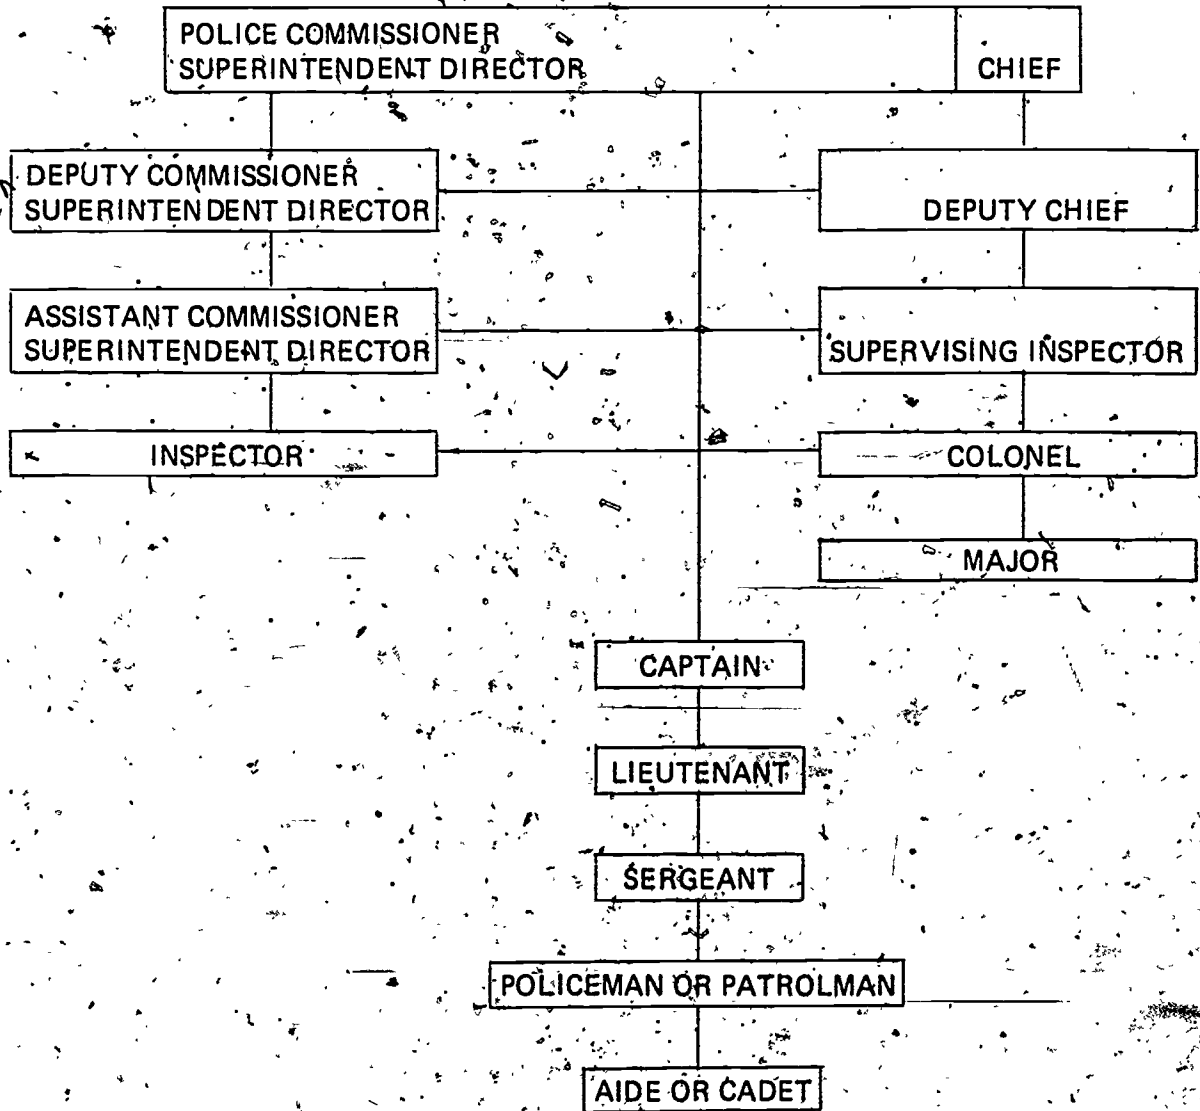 POLICE COMMISSIONER
SUPERINTENDENT DIRECTOR
CHIEF
DEPUTY COMMISSIONER
SUPERINTENDENT DIRECTOR
DEPUTY CHIEF
ASSISTANT COMMISSIONER
SUPERINTENDENT DIRECTOR
SUPERVISING INSPECTOR
INSPECTOR
COLONEL
MAJOR
CAPTAIN
LIEUTENANT
SERGEANT
POLICEMAN OR PATROLMAN
AIDE OR CADET